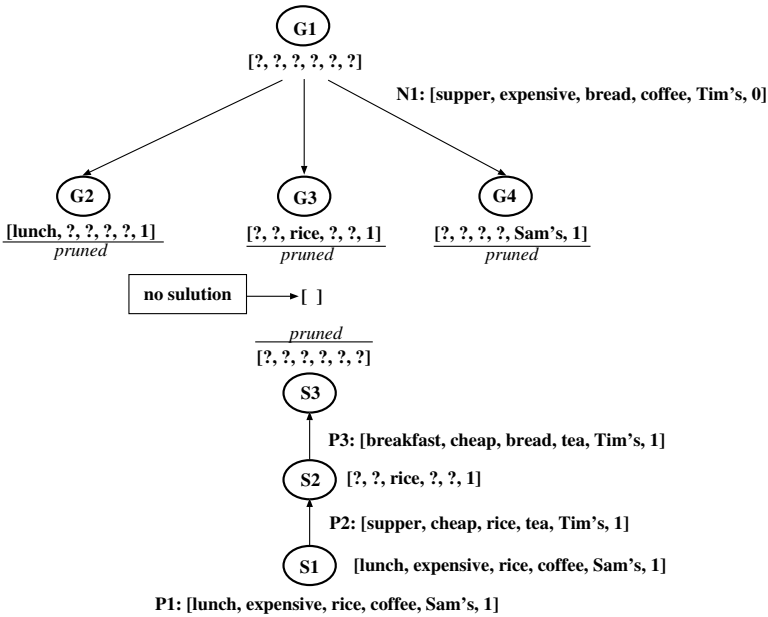 G1
[?, ?, ?, ?, ?, ?]
N1: [supper, expensive, bread, coffee, Tim's, 0]
G2
G3
G4
[lunch, ?, ?, ?, ?, 1]
[?, ?, rice, ?, ?, 1]
[?, ?, ?, ?, Sam's, 1]
pruned
pruned
pruned
no sulution
[ ]
pruned
[?, ?, ?, ?, ?, ?]
S3
P3: [breakfast, cheap, bread, tea, Tim's, 1]
S2
[?, ?, rice, ?, ?, 1]
P2: [supper, cheap, rice, tea, Tim's, 1]
S1
[lunch, expensive, rice, coffee, Sam's, 1]
P1: [lunch, expensive, rice, coffee, Sam's, 1]